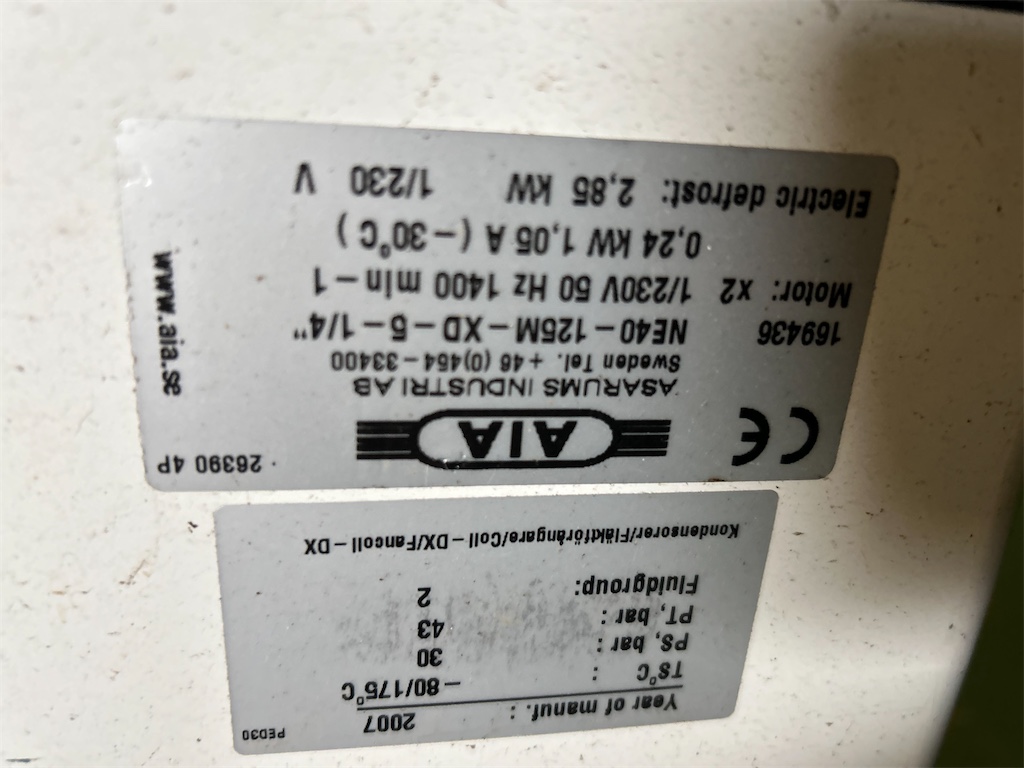 PED30
Year of manuf. : 2007
TS°C : −80/175°C
PS, bar : 30
PT, bar : 43
Fluidgroup: 2
Kondensorer/Fläktförångare/Coil−DX/Fancoil−DX
26390 4P
CE AIA
ASARUMS INDUSTRI AB
Sweden Tel. +46 (0)454−33400
169436 NE40−125M−XD−5−1/4"
Motor: x2 1/230V 50 Hz 1400 min−1
0,24 kW 1,05 A (−30°C)
Electric defrost: 2,85 kW 1/230 V
www.aia.se